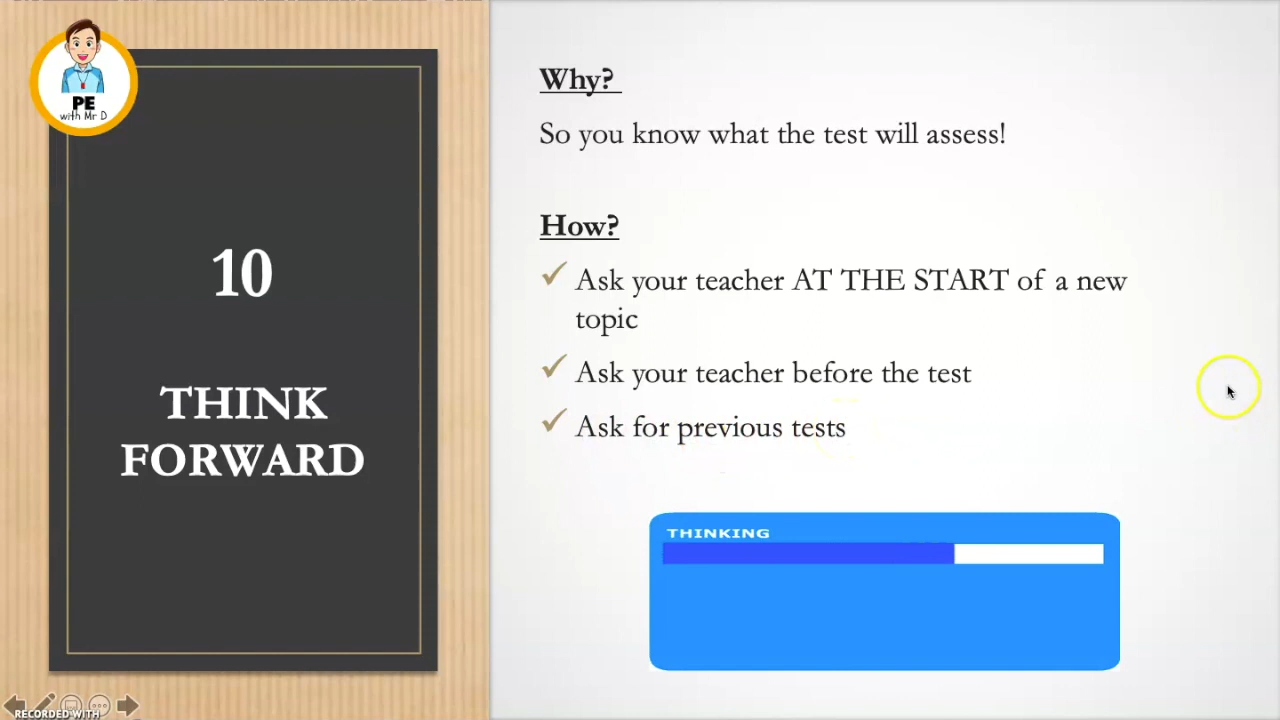 PE
with Mr D
10
THINK
FORWARD
Why?
So you know what the test will assess!
How?
✓ Ask your teacher AT THE START of a new
topic
✓ Ask your teacher before the test
✓ Ask for previous tests
THINKING
RECORDED WITH